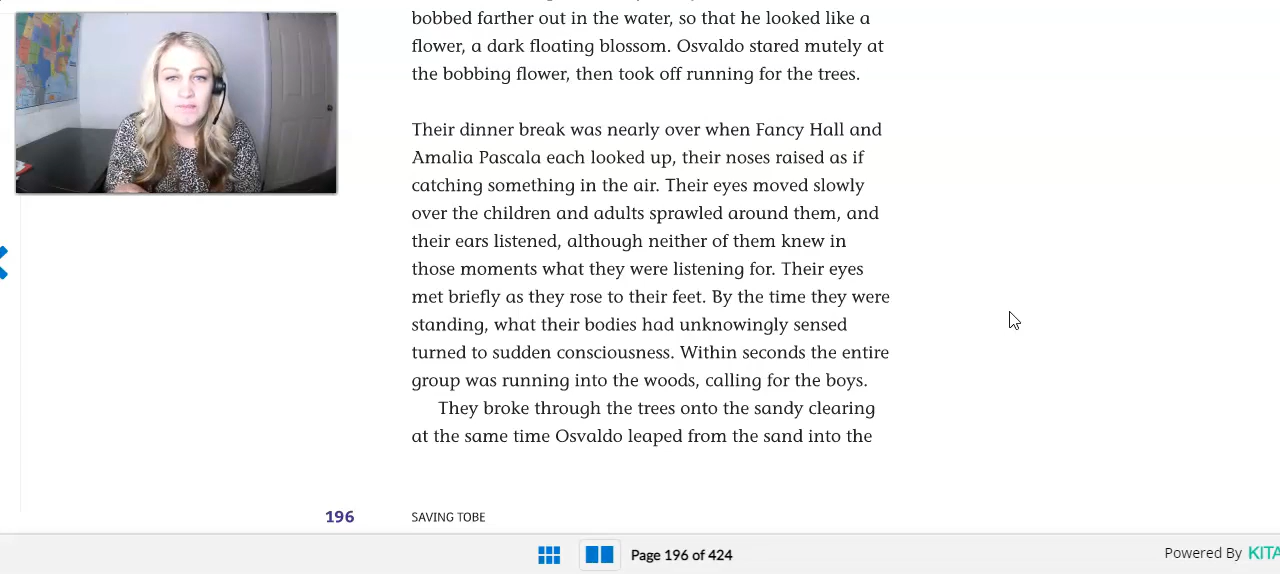 bobbed farther out in the water, so that he looked like a
flower, a dark floating blossom. Osvaldo stared mutely at
the bobbing flower, then took off running for the trees.
Their dinner break was nearly over when Fancy Hall and
Amalia Pascala each looked up, their noses raised as if
catching something in the air. Their eyes moved slowly
over the children and adults sprawled around them, and
their ears listened, although neither of them knew in
those moments what they were listening for. Their eyes
met briefly as they rose to their feet. By the time they were
standing, what their bodies had unknowingly sensed
turned to sudden consciousness. Within seconds the entire
group was running into the woods, calling for the boys.
They broke through the trees onto the sandy clearing
at the same time Osvaldo leaped from the sand into the
196 SAVING TOBE
Page 196 of 424
Powered By KITA